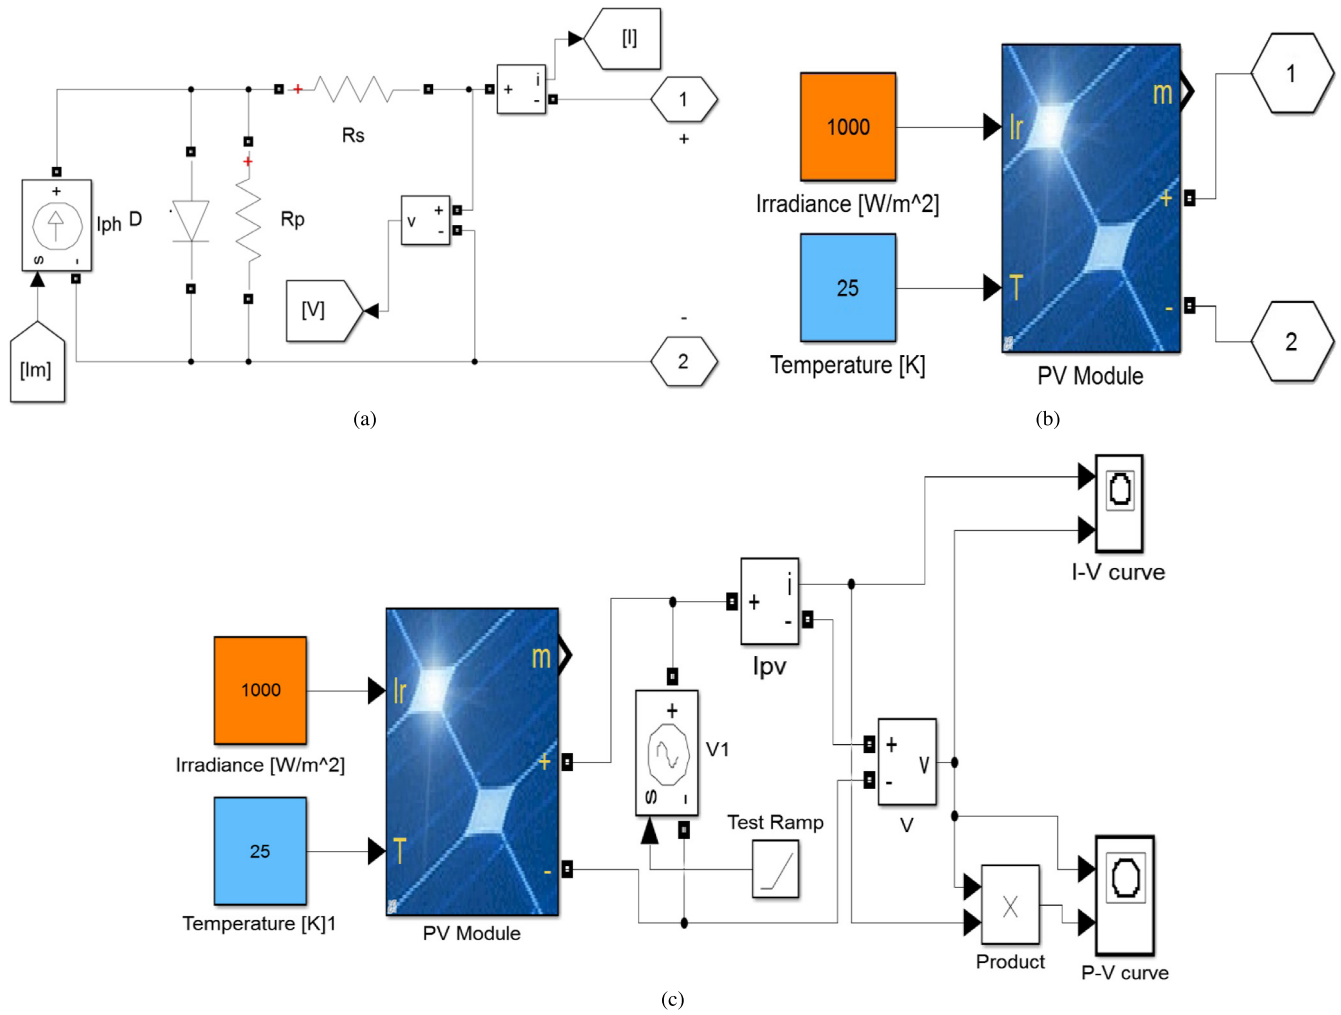 [I]
i
+
-
1
+
Rs
+
+
Iph
D
s
-
+
Rp
v
+
-
[V]
[Im]
-
2
(a)
1000
Irradiance [W/m^2]
25
Temperature [K]
Ir
T
m
+
-
PV Module
1
2
(b)
1000
Irradiance [W/m^2]
25
Temperature [K]1
Ir
T
m
+
-
PV Module
+
s
-
V1
Test Ramp
+
i
-
Ipv
+
-
v
V
I-V curve
X
Product
P-V curve
(c)